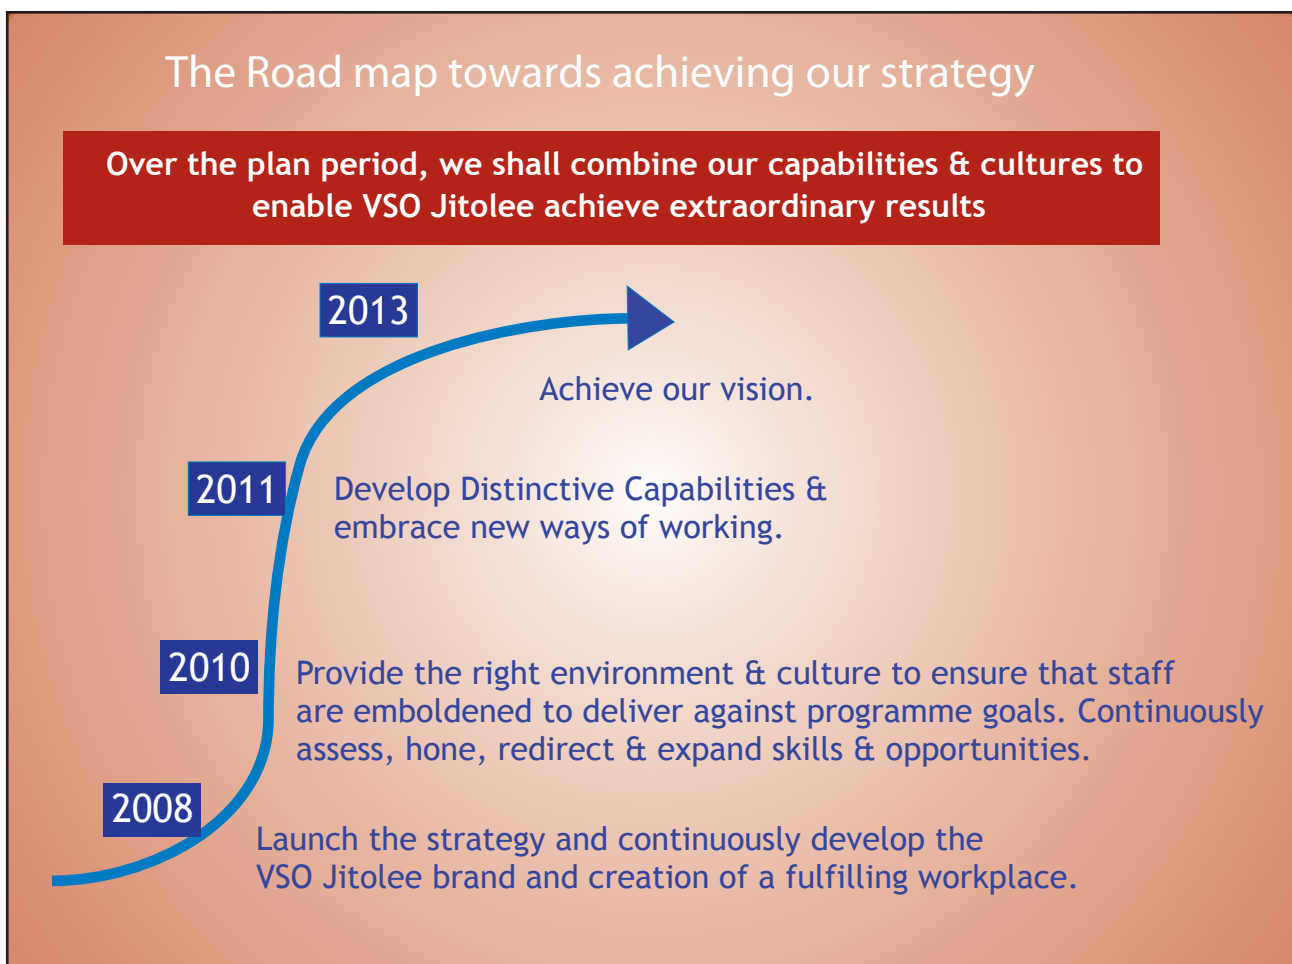 The Road map towards achieving our strategy
Over the plan period, we shall combine our capabilities & cultures to
enable VSO Jitolee achieve extraordinary results
2013
Achieve our vision.
2011
Develop Distinctive Capabilities &
embrace new ways of working.
2010
Provide the right environment & culture to ensure that staff
are emboldened to deliver against programme goals. Continuously
assess, hone, redirect & expand skills & opportunities.
2008
Launch the strategy and continuously develop the
VSO Jitolee brand and creation of a fulfilling workplace.